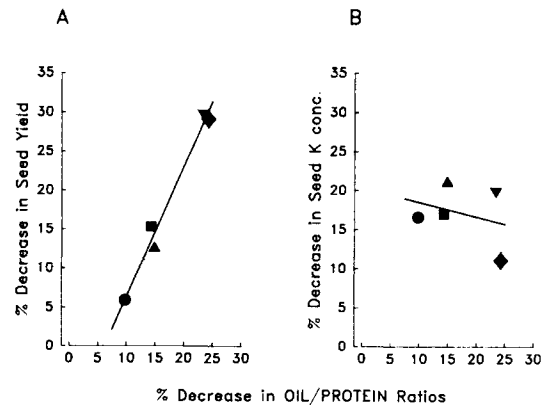 A
B
% Decrease in Seed Yield
35
30
25
20
15
10
5
0
0 5 10 15 20 25 30
% Decrease in Seed K conc.
35
30
25
20
15
10
5
0
0 5 10 15 20 25 30
% Decrease in OIL/PROTEIN Ratios